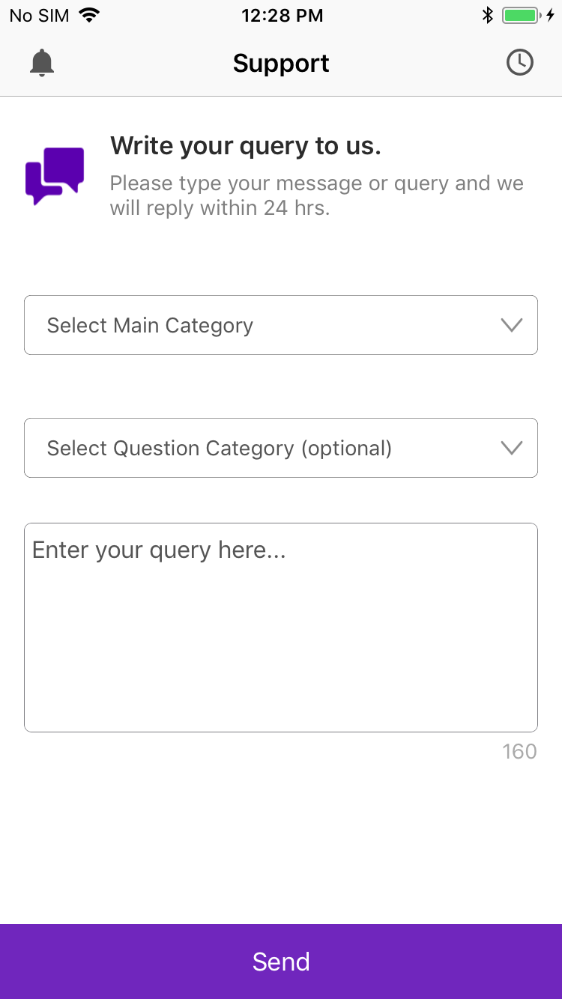 No SIM 12:28 PM
Support
Write your query to us.
Please type your message or query and we
will reply within 24 hrs.
Select Main Category
Select Question Category (optional)
Enter your query here...
160
Send